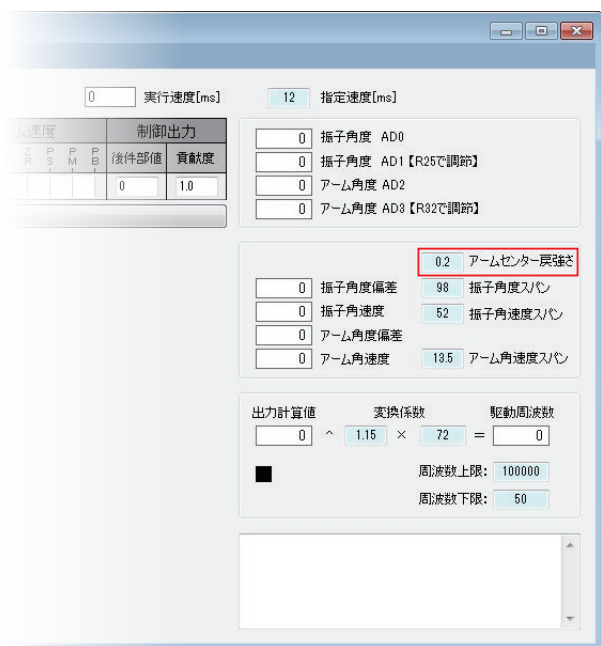 0 実行速度[ms] 12 指定速度[ms]
ム速度 制御出力
Z R P S P M P B 後件部値 貢献度
0 1.0
0 振子角度 AD0
0 振子角度 AD1【R25で調節】
0 アーム角度 AD2
0 アーム角度 AD3【R32で調節】
0.2 アームセンター戻強さ
0 振子角度偏差 98 振子角度スパン
0 振子角速度 52 振子角速度スパン
0 アーム角度偏差
0 アーム角速度 13.5 アーム角速度スパン
出力計算値 変換係数 駆動周波数
0 ^ 1.15 × 72 = 0
周波数上限: 100000
周波数下限: 50